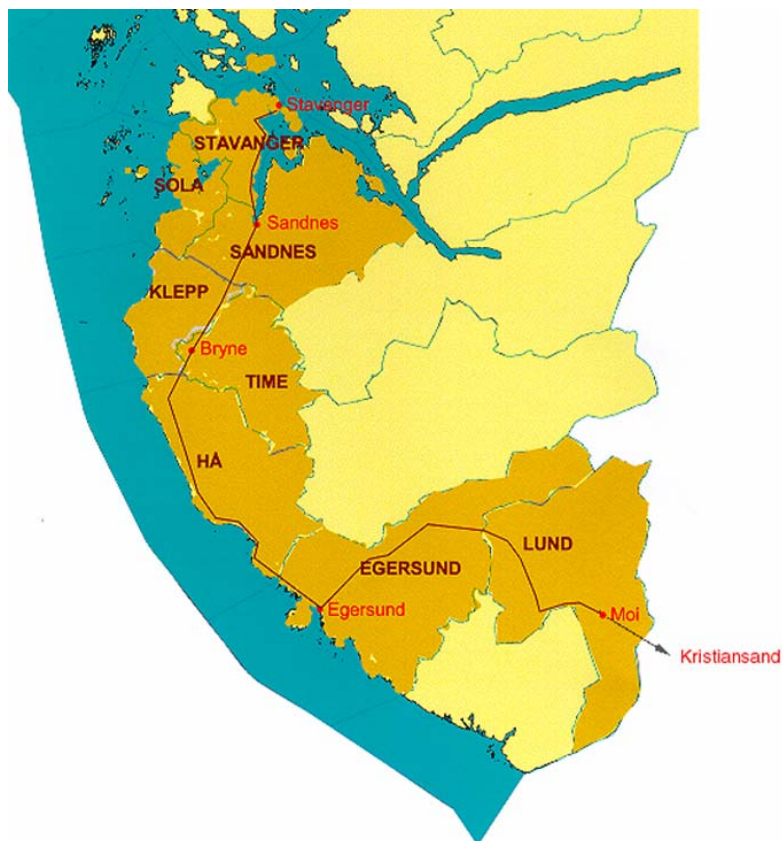 Stavanger
STAVANGER
SOLA
Sandnes
SANDNES
KLEPP
Bryne
TIME
HÅ
LUND
EGERSUND
Egersund
Moi
Kristiansand